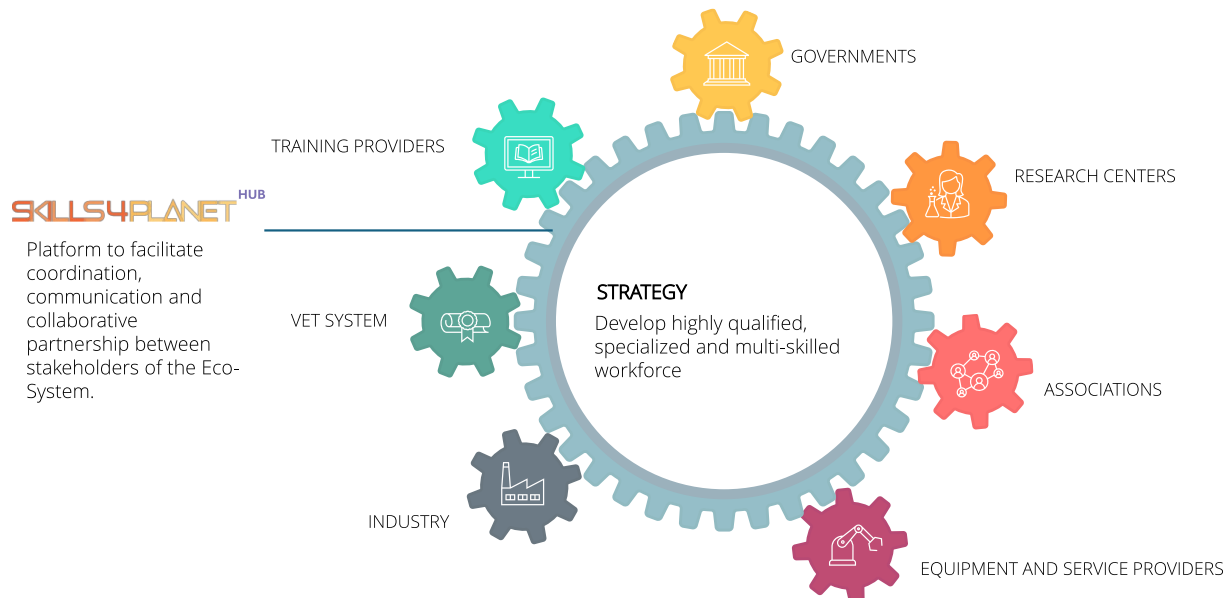 GOVERNMENTS
TRAINING PROVIDERS
RESEARCH CENTERS
SKILLS4PLANET HUB
Platform to facilitate
coordination,
communication and
collaborative
partnership between
stakeholders of the Eco-
System.
VET SYSTEM
STRATEGY
Develop highly qualified,
specialized and multi-skilled
workforce
ASSOCIATIONS
INDUSTRY
EQUIPMENT AND SERVICE PROVIDERS